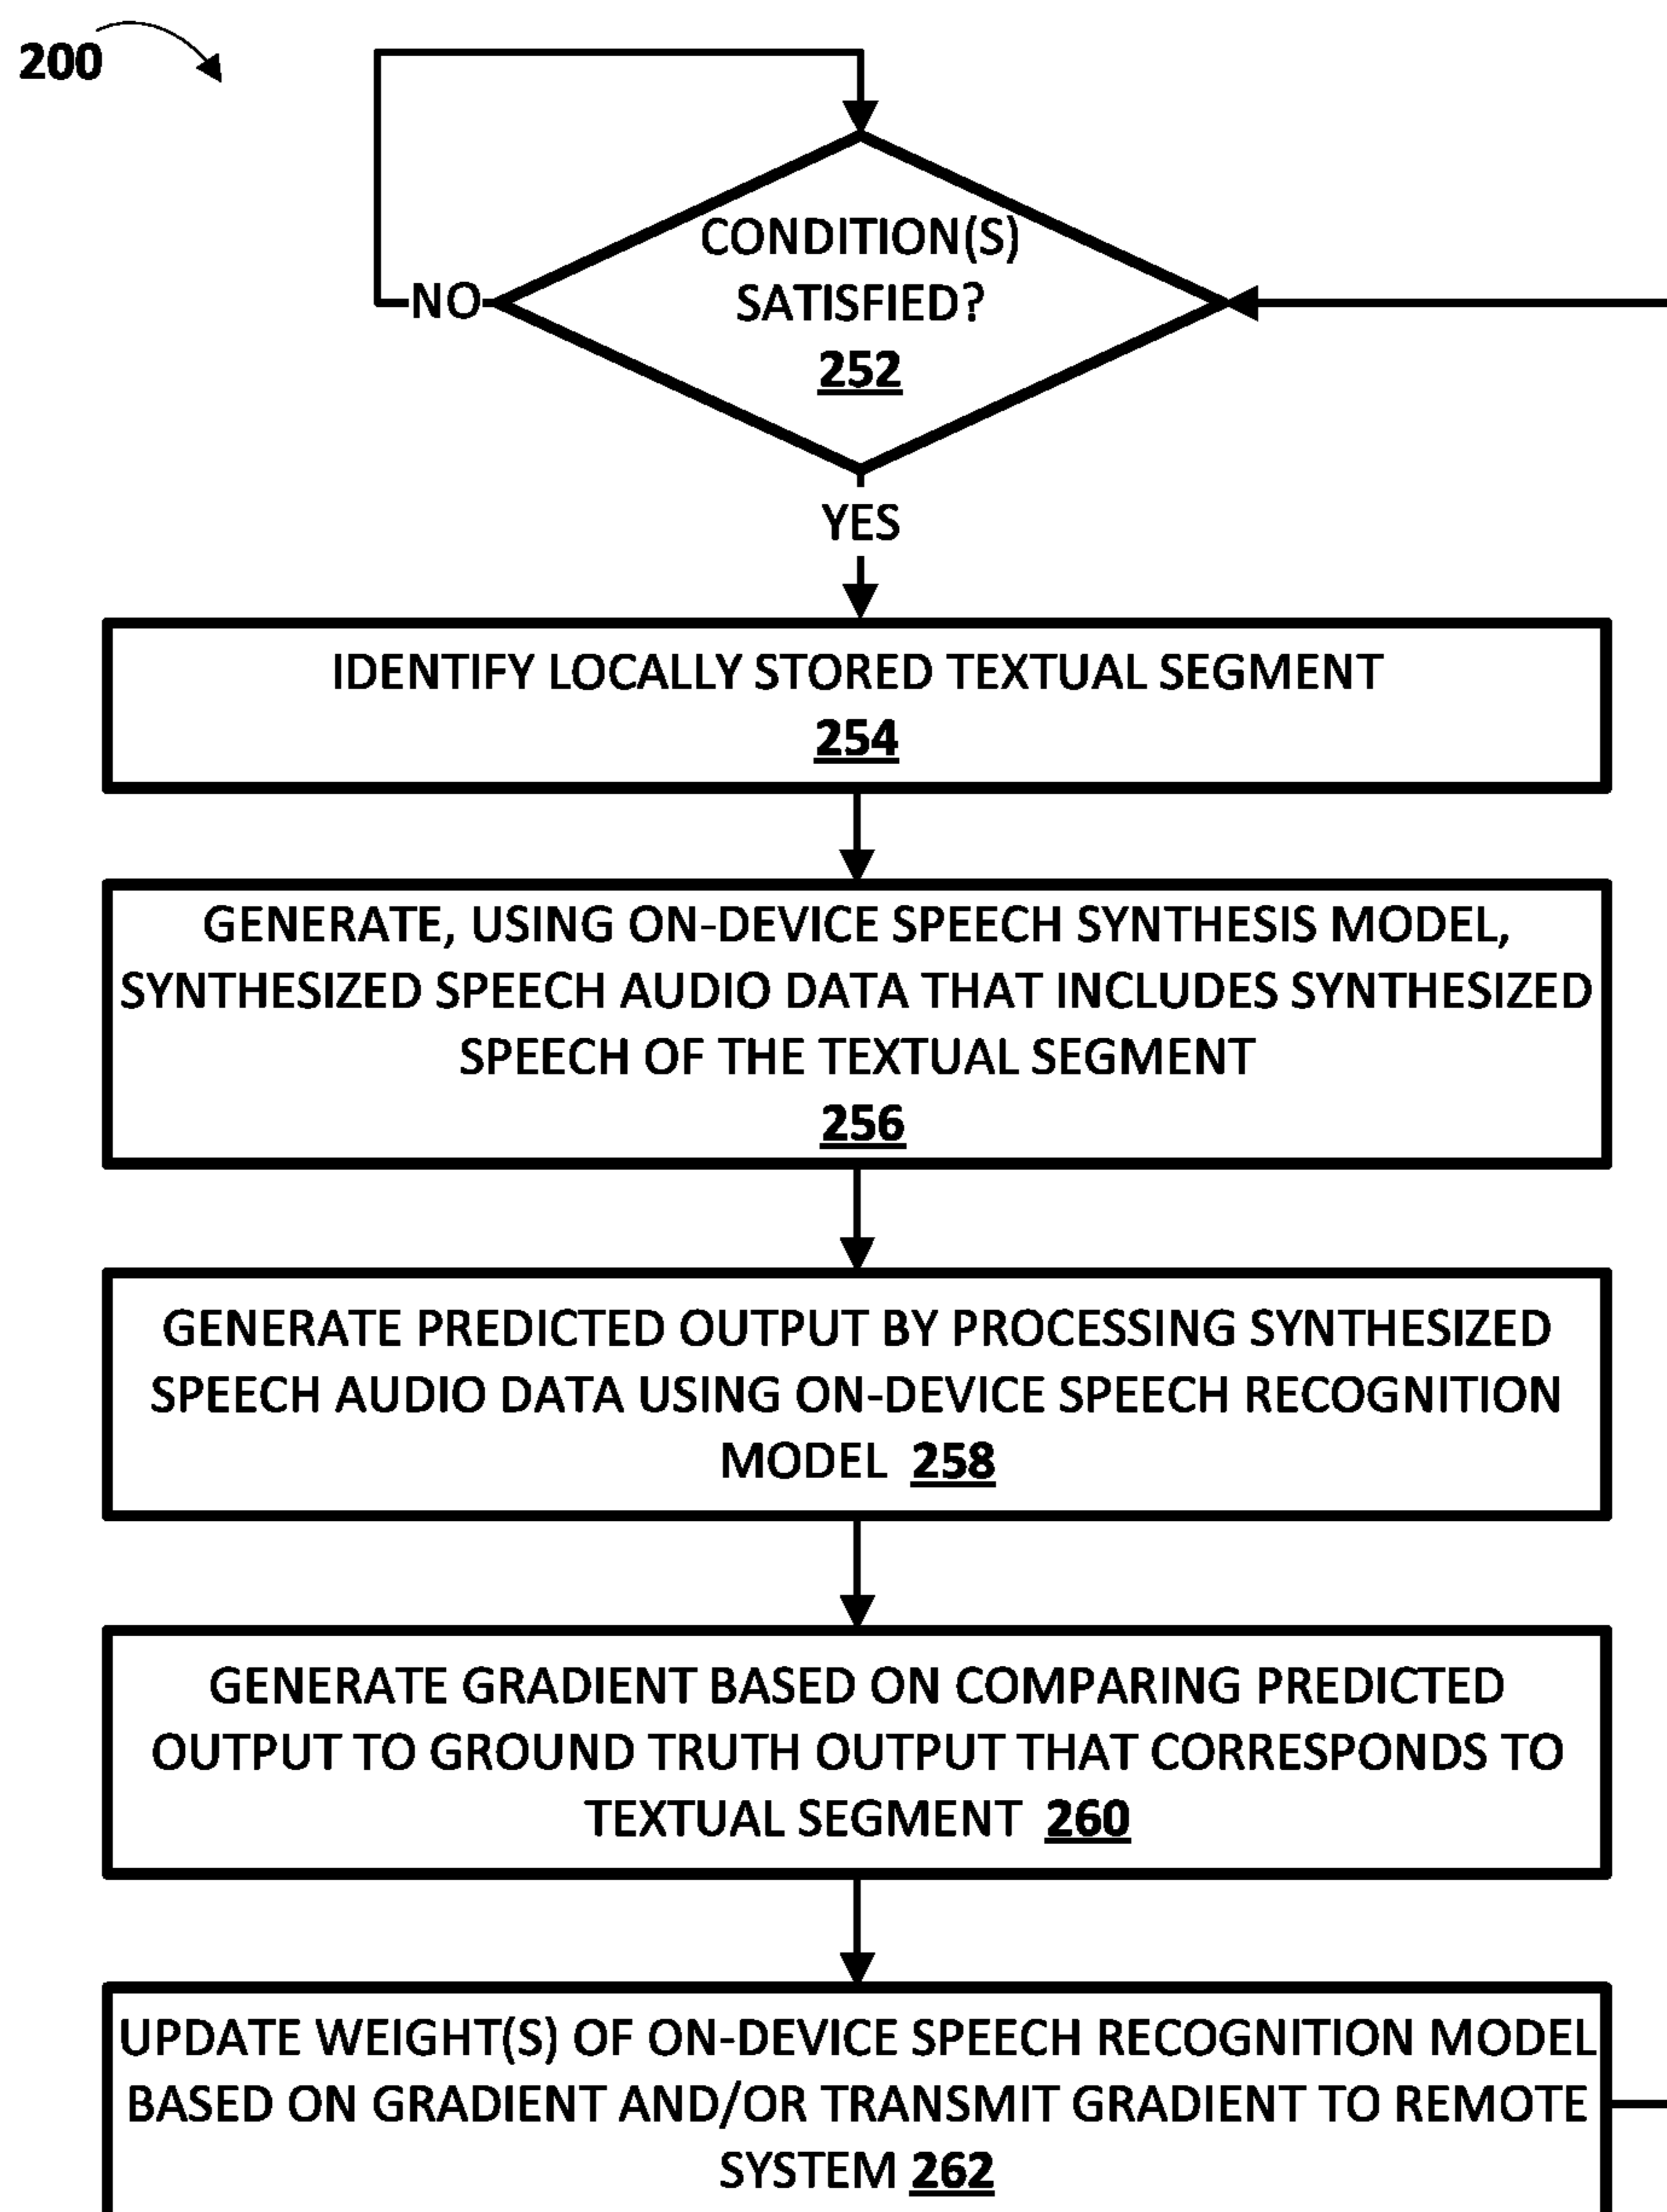 200
CONDITION(S)
SATISFIED?
252
NO
YES
IDENTIFY LOCALLY STORED TEXTUAL SEGMENT
254
GENERATE, USING ON-DEVICE SPEECH SYNTHESIS MODEL,
SYNTHESIZED SPEECH AUDIO DATA THAT INCLUDES SYNTHESIZED
SPEECH OF THE TEXTUAL SEGMENT
256
GENERATE PREDICTED OUTPUT BY PROCESSING SYNTHESIZED
SPEECH AUDIO DATA USING ON-DEVICE SPEECH RECOGNITION
MODEL 258
GENERATE GRADIENT BASED ON COMPARING PREDICTED
OUTPUT TO GROUND TRUTH OUTPUT THAT CORRESPONDS TO
TEXTUAL SEGMENT 260
UPDATE WEIGHT(S) OF ON-DEVICE SPEECH RECOGNITION MODEL
BASED ON GRADIENT AND/OR TRANSMIT GRADIENT TO REMOTE
SYSTEM 262